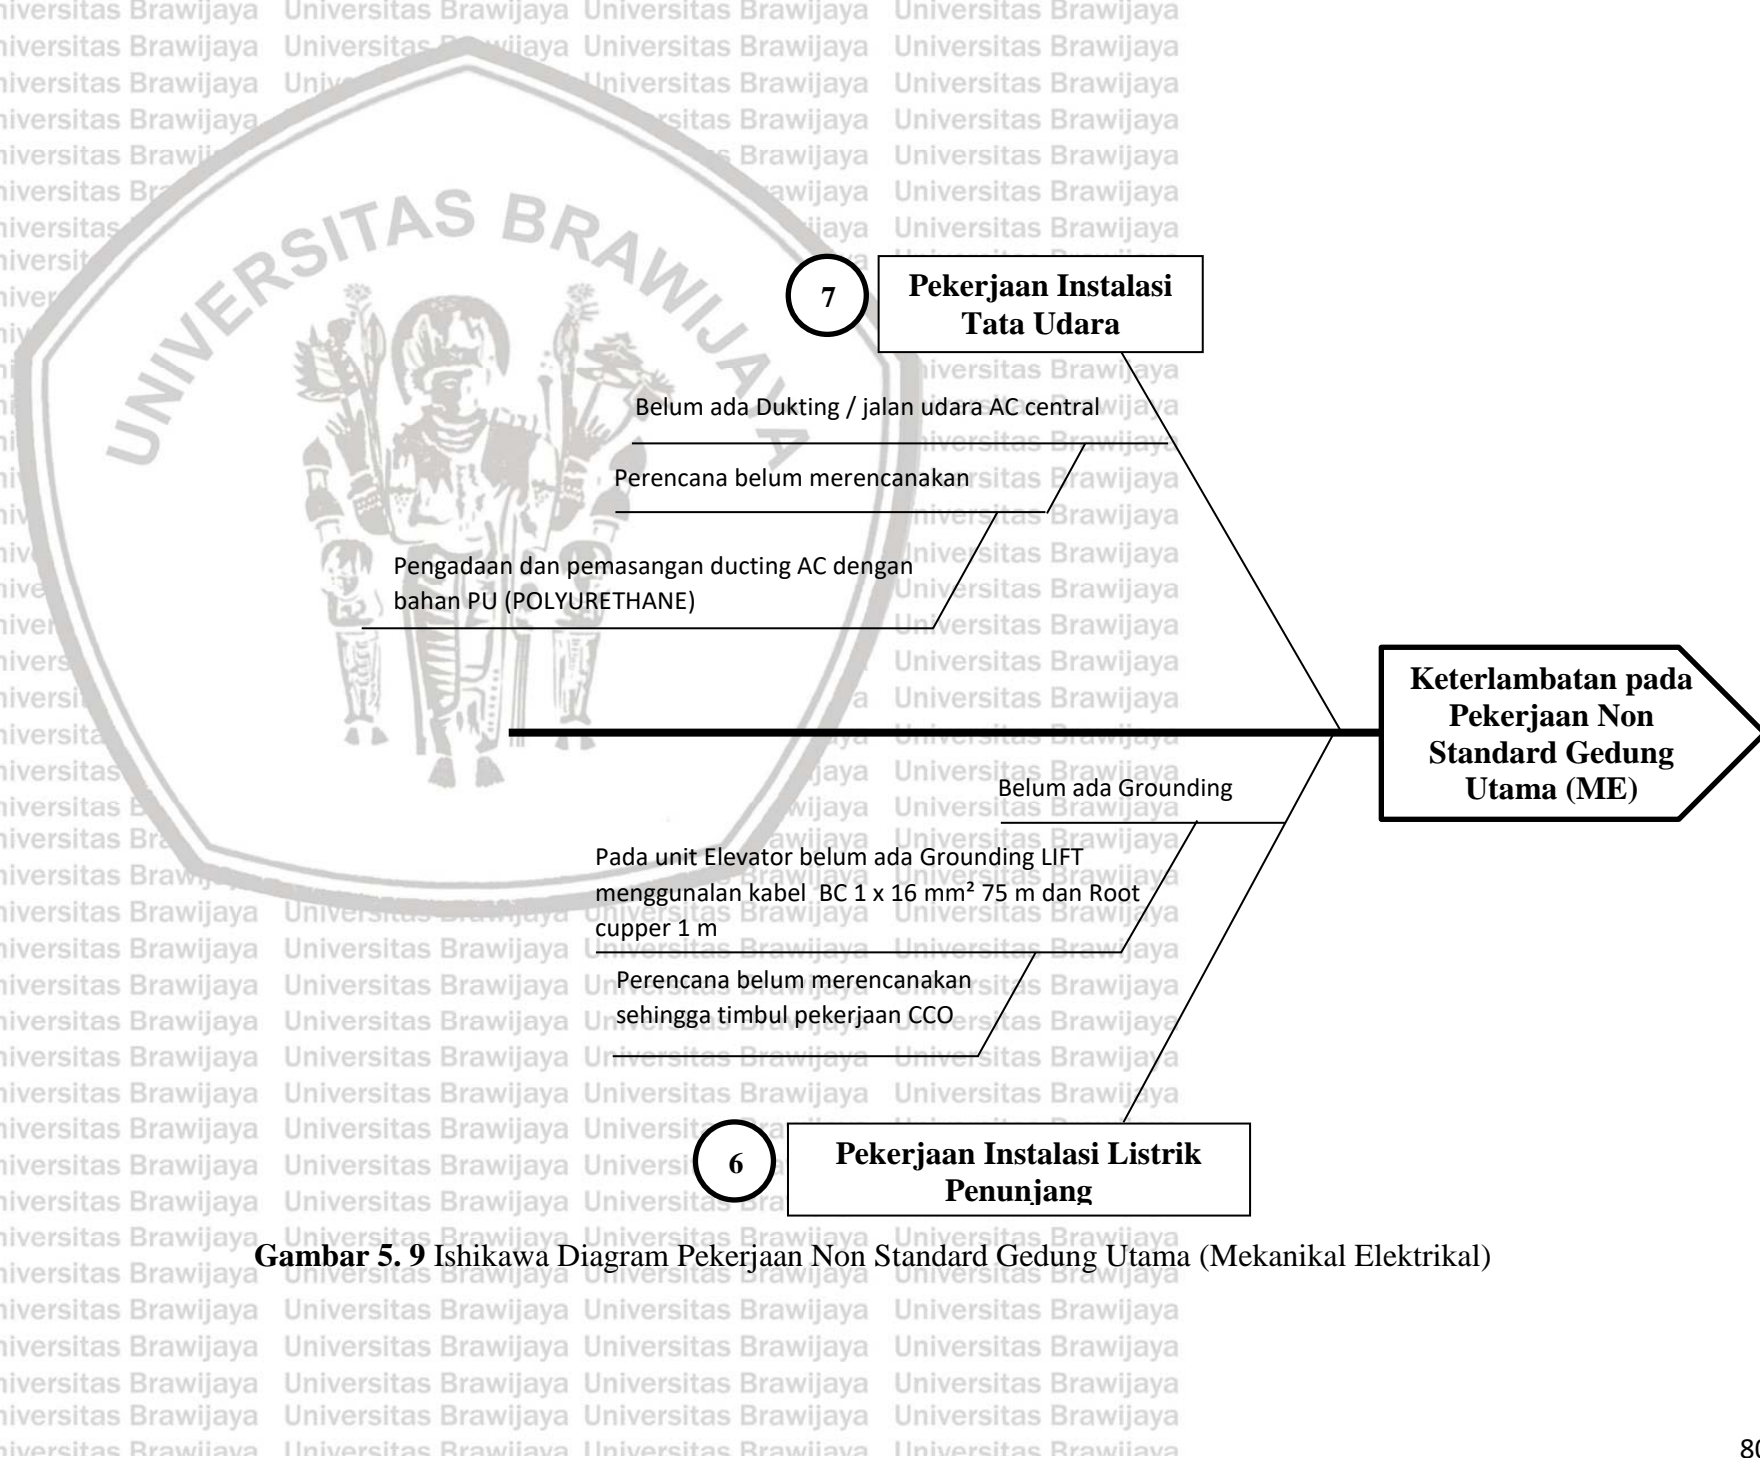 7
Pekerjaan Instalasi
Tata Udara
Belum ada Dukting / jalan udara AC central
Perencana belum merencanakan
Pengadaan dan pemasangan ducting AC dengan
bahan PU (POLYURETHANE)
Keterlambatan pada
Pekerjaan Non
Standard Gedung
Utama (ME)
Belum ada Grounding
Pada unit Elevator belum ada Grounding LIFT
menggunalan kabel  BC 1 x 16 mm² 75 m dan Root
cupper 1 m
Perencana belum merencanakan
sehingga timbul pekerjaan CCO
6
Pekerjaan Instalasi Listrik
Penunjang
Gambar 5. 9 Ishikawa Diagram Pekerjaan Non Standard Gedung Utama (Mekanikal Elektrikal)
UNIVERSITAS BRAWIJAYA
80